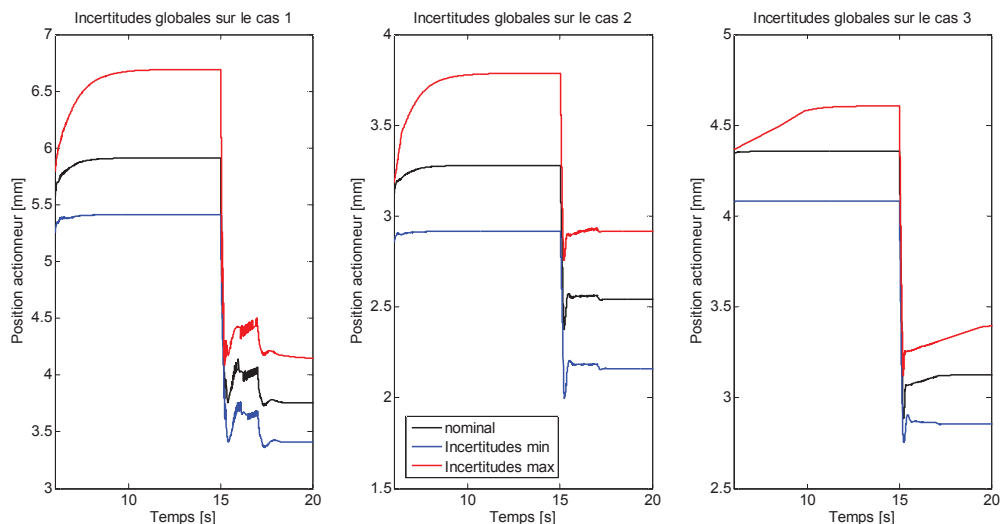 Incertitudes globales sur le cas 1
Position actionneur [mm]
7
6.5
6
5.5
5
4.5
4
3.5
3
10
15
20
Temps [s]
Incertitudes globales sur le cas 2
Position actionneur [mm]
4
3.5
3
2.5
2
1.5
nominal
Incertitudes min
Incertitudes max
10
15
20
Temps [s]
Incertitudes globales sur le cas 3
Position actionneur [mm]
5
4.5
4
3.5
3
2.5
10
15
20
Temps [s]